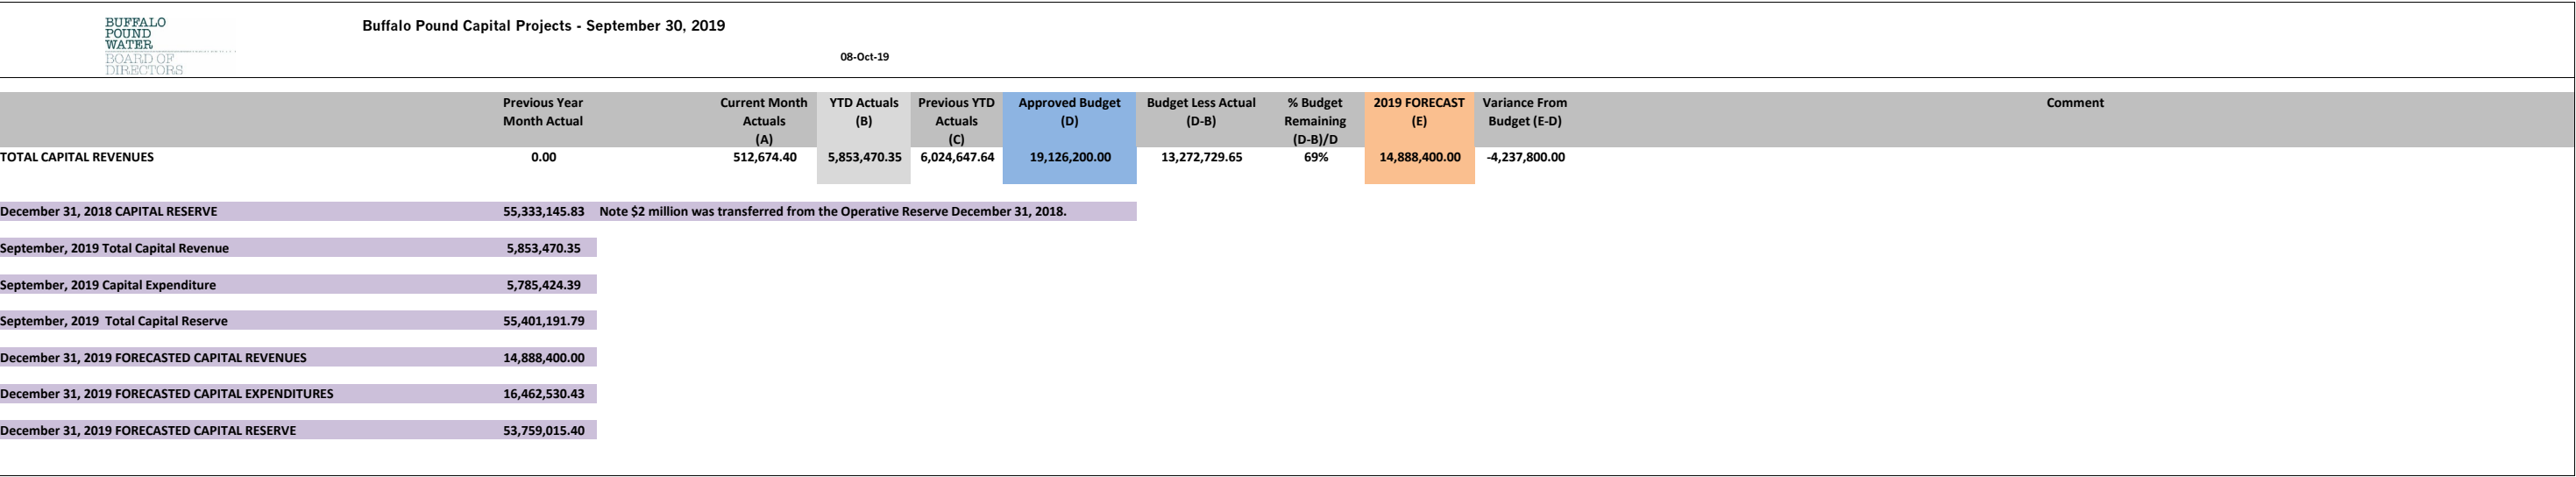 BUFFALO
POUND
WATER
BOARD OF
DIRECTORS
Buffalo Pound Capital Projects - September 30, 2019
08-Oct-19
Previous Year Current Month YTD Actuals Previous YTD Approved Budget Budget Less Actual % Budget 2019 FORECAST Variance From Comment
Month Actual Actuals (B) Actuals (D) (D-B) Remaining (E) Budget (E-D)
(A) (C) (D-B)/D
TOTAL CAPITAL REVENUES 0.00 512,674.40 5,853,470.35 6,024,647.64 19,126,200.00 13,272,729.65 69% 14,888,400.00 -4,237,800.00
December 31, 2018 CAPITAL RESERVE 55,333,145.83 Note $2 million was transferred from the Operative Reserve December 31, 2018.
September, 2019 Total Capital Revenue 5,853,470.35
September, 2019 Capital Expenditure 5,785,424.39
September, 2019  Total Capital Reserve 55,401,191.79
December 31, 2019 FORECASTED CAPITAL REVENUES 14,888,400.00
December 31, 2019 FORECASTED CAPITAL EXPENDITURES 16,462,530.43
December 31, 2019 FORECASTED CAPITAL RESERVE 53,759,015.40